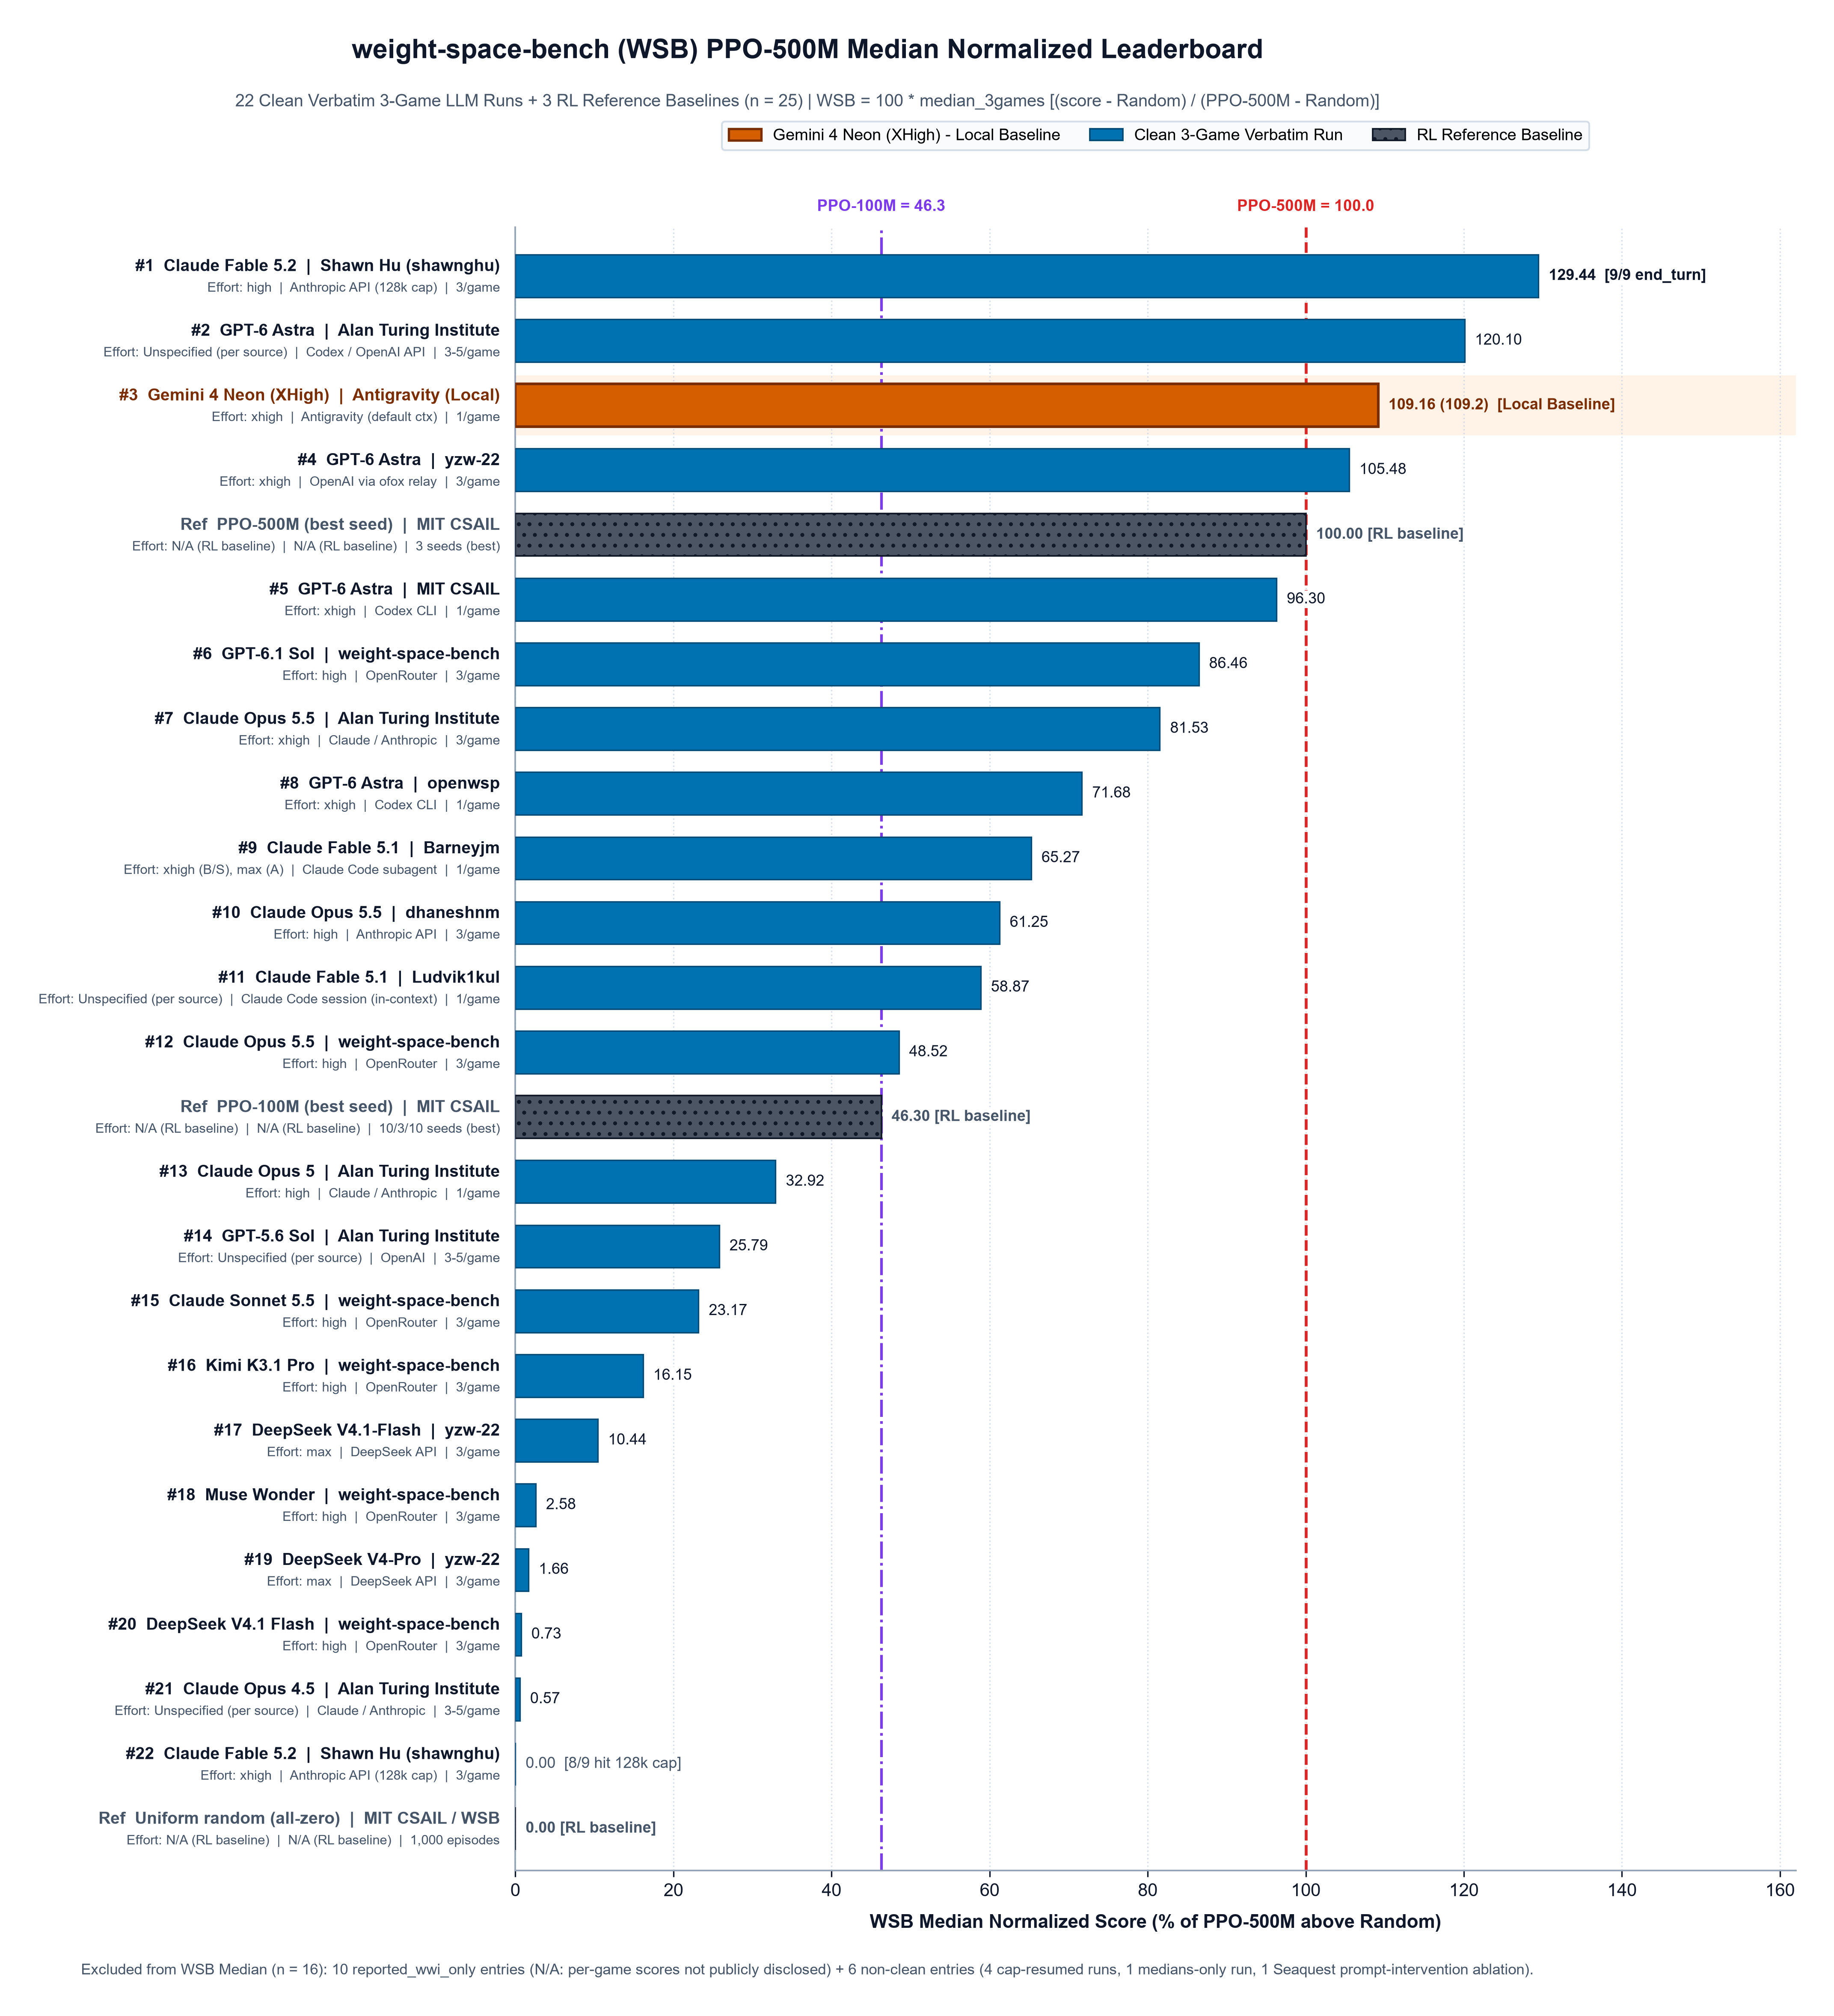 weight-space-bench (WSB) PPO-500M Median Normalized Leaderboard
22 Clean Verbatim 3-Game LLM Runs + 3 RL Reference Baselines (n = 25) | WSB = 100 * median_3games [(score - Random) / (PPO-500M - Random)]
Gemini 4 Neon (XHigh) - Local Baseline
Clean 3-Game Verbatim Run
RL Reference Baseline
PPO-100M = 46.3
PPO-500M = 100.0
#1 Claude Fable 5.2 | Shawn Hu (shawnghu)
Effort: high | Anthropic API (128k cap) | 3/game
129.44 [9/9 end_turn]
#2 GPT-6 Astra | Alan Turing Institute
Effort: Unspecified (per source) | Codex / OpenAI API | 3-5/game
120.10
#3 Gemini 4 Neon (XHigh) | Antigravity (Local)
Effort: xhigh | Antigravity (default ctx) | 1/game
109.16 (109.2) [Local Baseline]
#4 GPT-6 Astra | yzw-22
Effort: xhigh | OpenAI via ofox relay | 3/game
105.48
Ref PPO-500M (best seed) | MIT CSAIL
Effort: N/A (RL baseline) | N/A (RL baseline) | 3 seeds (best)
100.00 [RL baseline]
#5 GPT-6 Astra | MIT CSAIL
Effort: xhigh | Codex CLI | 1/game
96.30
#6 GPT-6.1 Sol | weight-space-bench
Effort: high | OpenRouter | 3/game
86.46
#7 Claude Opus 5.5 | Alan Turing Institute
Effort: xhigh | Claude / Anthropic | 3/game
81.53
#8 GPT-6 Astra | openwsp
Effort: xhigh | Codex CLI | 1/game
71.68
#9 Claude Fable 5.1 | Barneyjm
Effort: xhigh (B/S), max (A) | Claude Code subagent | 1/game
65.27
#10 Claude Opus 5.5 | dhaneshnm
Effort: high | Anthropic API | 3/game
61.25
#11 Claude Fable 5.1 | Ludvik1kul
Effort: Unspecified (per source) | Claude Code session (in-context) | 1/game
58.87
#12 Claude Opus 5.5 | weight-space-bench
Effort: high | OpenRouter | 3/game
48.52
Ref PPO-100M (best seed) | MIT CSAIL
Effort: N/A (RL baseline) | N/A (RL baseline) | 10/3/10 seeds (best)
46.30 [RL baseline]
#13 Claude Opus 5 | Alan Turing Institute
Effort: high | Claude / Anthropic | 1/game
32.92
#14 GPT-5.6 Sol | Alan Turing Institute
Effort: Unspecified (per source) | OpenAI | 3-5/game
25.79
#15 Claude Sonnet 5.5 | weight-space-bench
Effort: high | OpenRouter | 3/game
23.17
#16 Kimi K3.1 Pro | weight-space-bench
Effort: high | OpenRouter | 3/game
16.15
#17 DeepSeek V4.1-Flash | yzw-22
Effort: max | DeepSeek API | 3/game
10.44
#18 Muse Wonder | weight-space-bench
Effort: high | OpenRouter | 3/game
2.58
#19 DeepSeek V4-Pro | yzw-22
Effort: max | DeepSeek API | 3/game
1.66
#20 DeepSeek V4.1 Flash | weight-space-bench
Effort: high | OpenRouter | 3/game
0.73
#21 Claude Opus 4.5 | Alan Turing Institute
Effort: Unspecified (per source) | Claude / Anthropic | 3-5/game
0.57
#22 Claude Fable 5.2 | Shawn Hu (shawnghu)
Effort: xhigh | Anthropic API (128k cap) | 3/game
0.00 [8/9 hit 128k cap]
Ref Uniform random (all-zero) | MIT CSAIL / WSB
Effort: N/A (RL baseline) | N/A (RL baseline) | 1,000 episodes
0.00 [RL baseline]
0 20 40 60 80 100 120 140 160
WSB Median Normalized Score (% of PPO-500M above Random)
Excluded from WSB Median (n = 16): 10 reported_wwi_only entries (N/A: per-game scores not publicly disclosed) + 6 non-clean entries (4 cap-resumed runs, 1 medians-only run, 1 Seaquest prompt-intervention ablation).